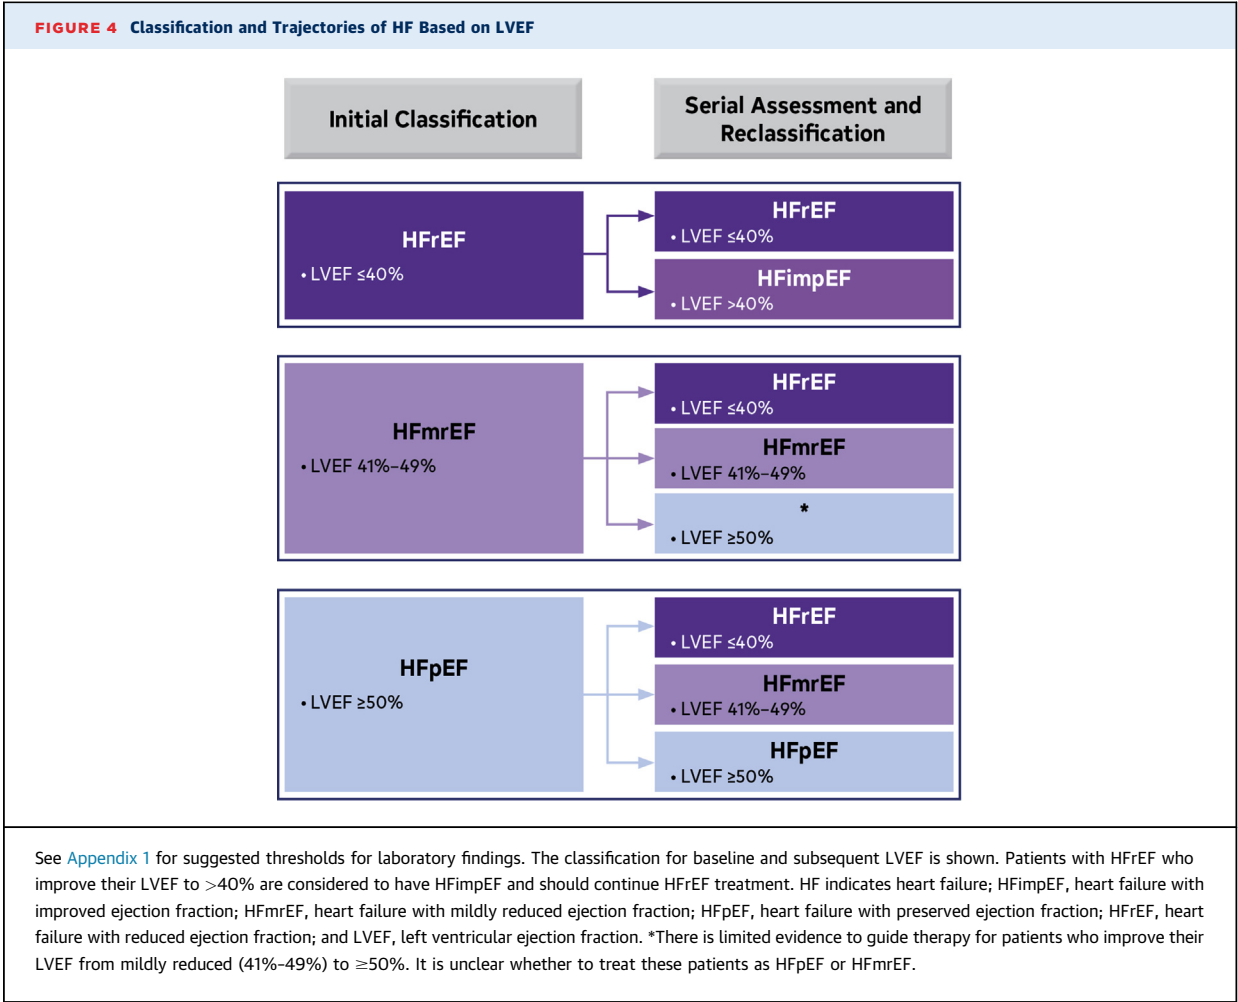 FIGURE 4 Classification and Trajectories of HF Based on LVEF
Initial Classification
Serial Assessment and
Reclassification
HFrEF
• LVEF ≤40%
HFrEF
• LVEF ≤40%
HFimpEF
• LVEF >40%
HFmrEF
• LVEF 41%–49%
HFrEF
• LVEF ≤40%
HFmrEF
• LVEF 41%–49%
*
• LVEF ≥50%
HFpEF
• LVEF ≥50%
HFrEF
• LVEF ≤40%
HFmrEF
• LVEF 41%–49%
HFpEF
• LVEF ≥50%
See Appendix 1 for suggested thresholds for laboratory findings. The classification for baseline and subsequent LVEF is shown. Patients with HFrEF who
improve their LVEF to >40% are considered to have HFimpEF and should continue HFrEF treatment. HF indicates heart failure; HFimpEF, heart failure with
improved ejection fraction; HFmrEF, heart failure with mildly reduced ejection fraction; HFpEF, heart failure with preserved ejection fraction; HFrEF, heart
failure with reduced ejection fraction; and LVEF, left ventricular ejection fraction. *There is limited evidence to guide therapy for patients who improve their
LVEF from mildly reduced (41%-49%) to ≥50%. It is unclear whether to treat these patients as HFpEF or HFmrEF.